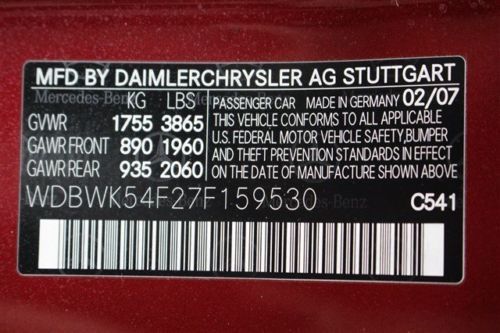 MFD BY DAIMLERCHRYSLER AG STUTTGART
Mercedes-Benz
KG LBS
GVWR 1755 3865
GAWR FRONT 890 1960
GAWR REAR 935 2060
PASSENGER CAR MADE IN GERMANY 02/07
THIS VEHICLE CONFORMS TO ALL APPLICABLE
U.S. FEDERAL MOTOR VEHICLE SAFETY,BUMPER
AND THEFT PREVENTION STANDARDS IN EFFECT
ON THE DATE OF MANUFACTURE SHOWN ABOVE.
WDBWK54F27F159530 C541